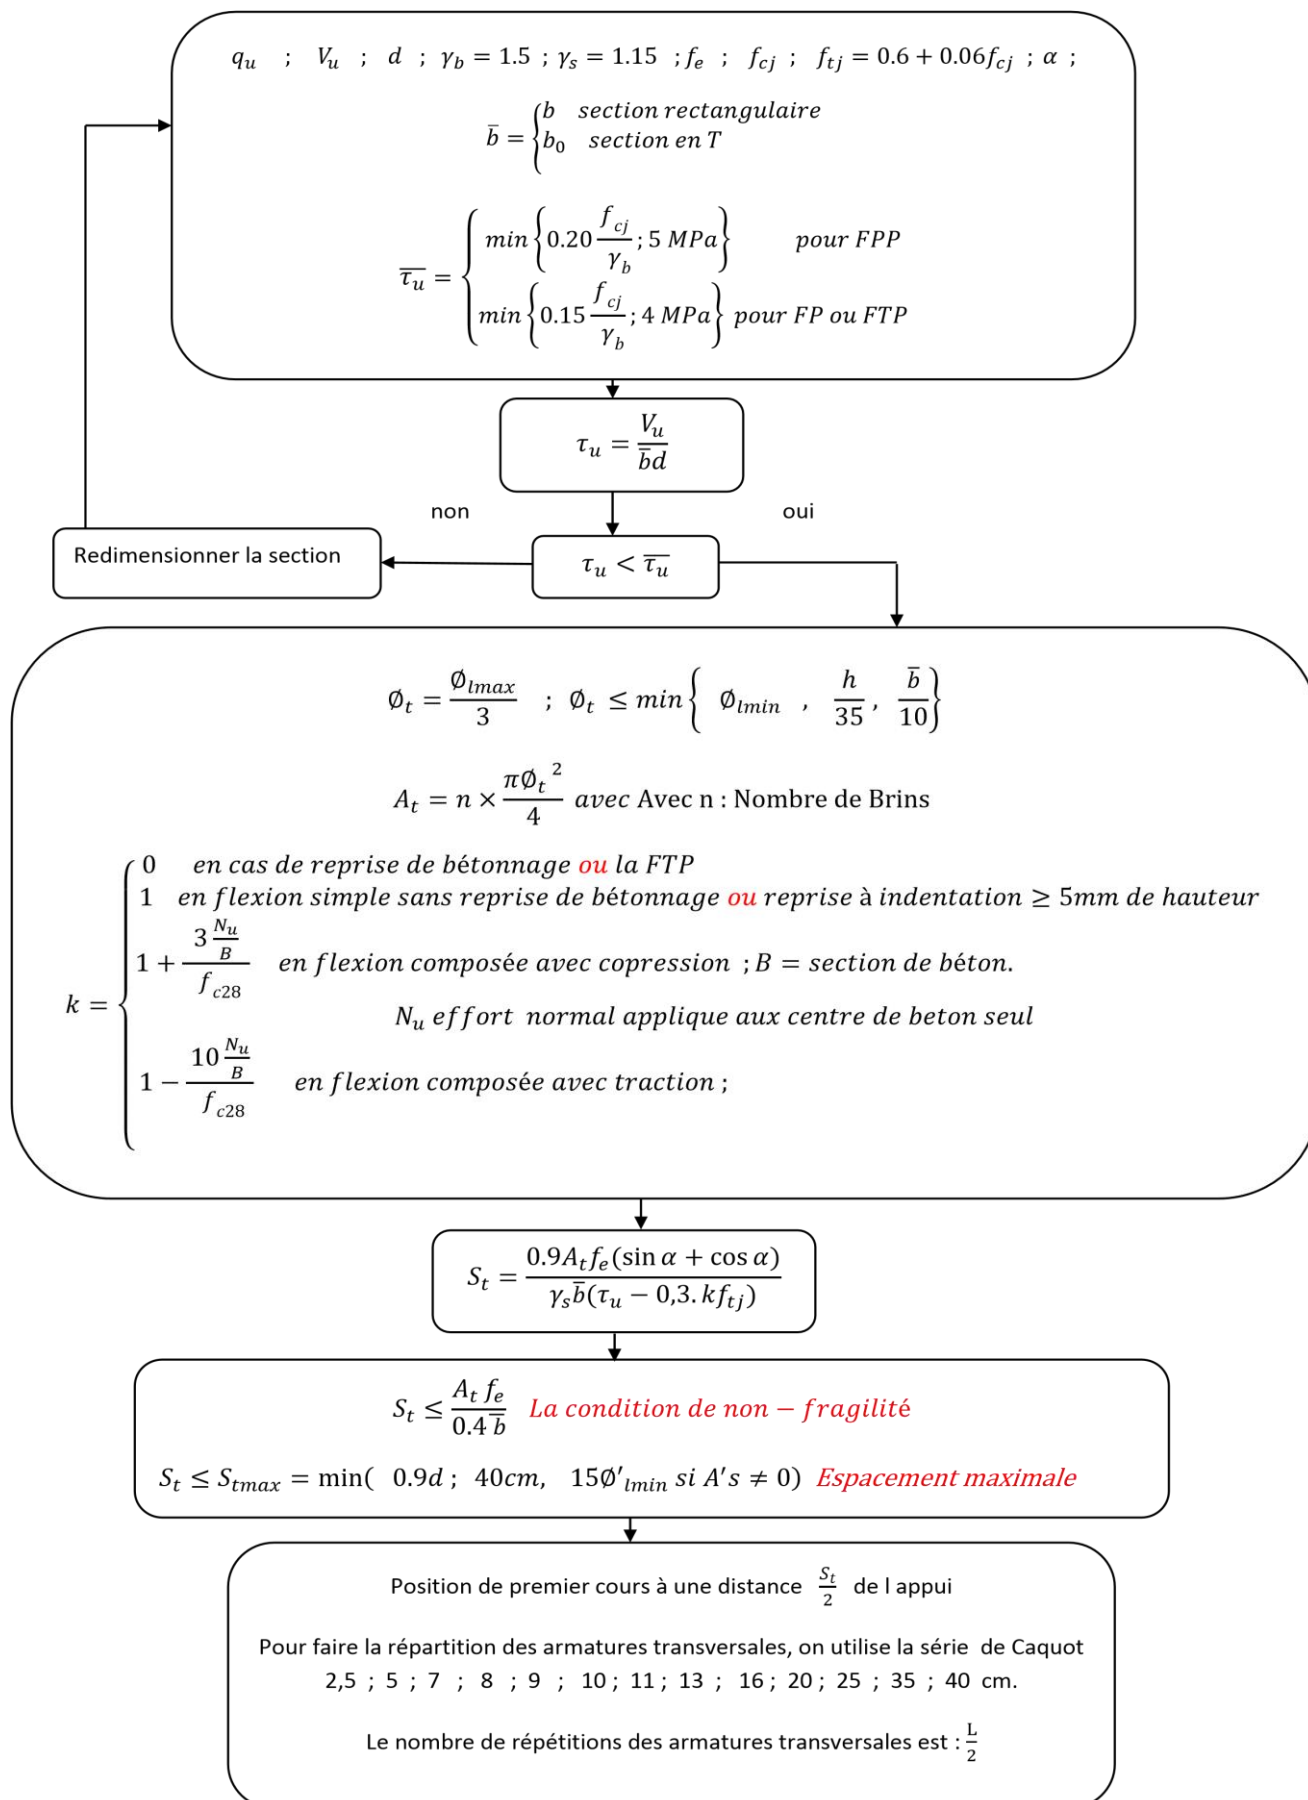 q_u ; V_u ; d ; γ_b = 1.5 ; γ_s = 1.15 ; f_e ; f_cj ; f_tj = 0.6 + 0.06f_cj ; α ;
b̅ = { b section rectangulaire
b_0 section en T
τ_u̅ = { min{0.20 f_cj/γ_b ; 5 MPa} pour FPP
min{0.15 f_cj/γ_b ; 4 MPa} pour FP ou FTP
τ_u = V_u/(b̅d)
non oui
Redimensionner la section
τ_u < τ_u̅
∅_t = ∅_lmax/3 ; ∅_t ≤ min{ ∅_lmin , h/35 , b̅/10 }
A_t = n × π∅_t²/4 avec Avec n : Nombre de Brins
k = { 0 en cas de reprise de bétonnage ou la FTP
1 en flexion simple sans reprise de bétonnage ou reprise à indentation ≥ 5mm de hauteur
1 + (3 N_u/B)/f_c28 en flexion composée avec copression ; B = section de béton.
N_u effort normal applique aux centre de beton seul
1 − (10 N_u/B)/f_c28 en flexion composée avec traction ;
S_t = 0.9A_t f_e(sin α + cos α)/(γ_s b̅(τ_u − 0,3. kf_tj))
S_t ≤ A_t f_e/(0.4 b̅) La condition de non − fragilité
S_t ≤ S_tmax = min( 0.9d ; 40cm, 15∅'_lmin si A's ≠ 0) Espacement maximale
Position de premier cours à une distance S_t/2 de l appui
Pour faire la répartition des armatures transversales, on utilise la série de Caquot
2,5 ; 5 ; 7 ; 8 ; 9 ; 10 ; 11 ; 13 ; 16 ; 20 ; 25 ; 35 ; 40 cm.
Le nombre de répétitions des armatures transversales est : L/2